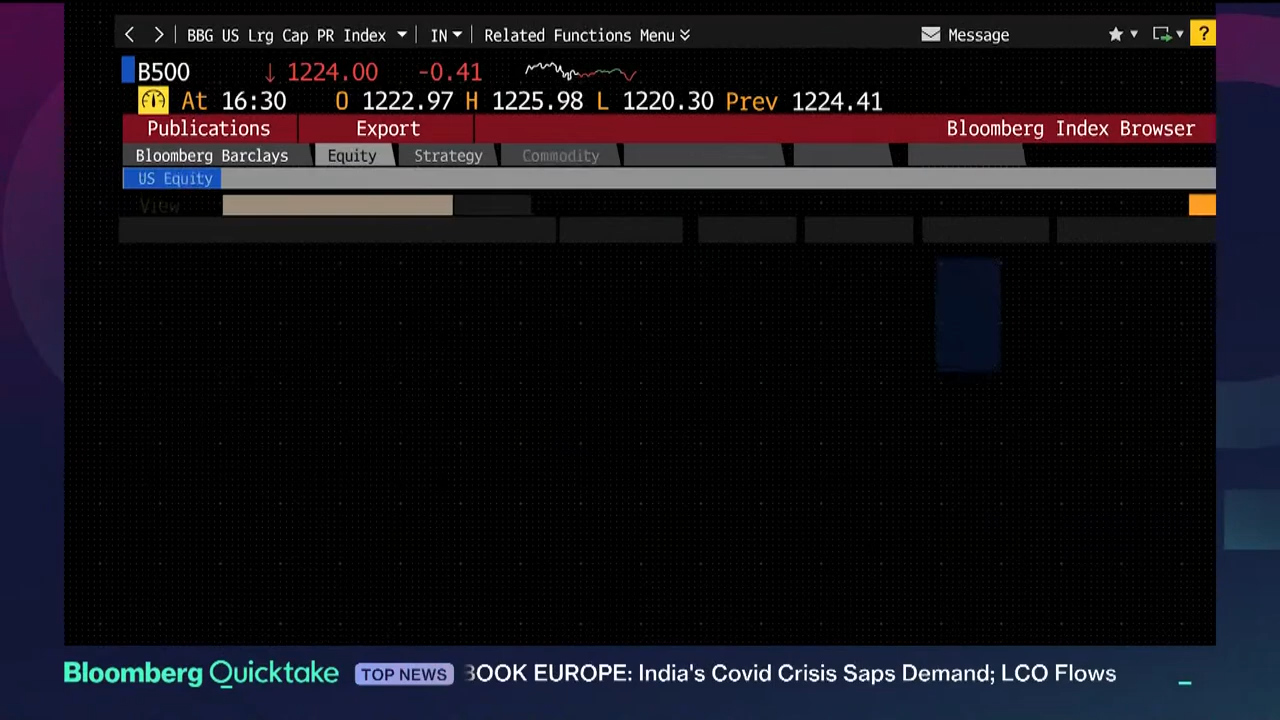 BBG US Lrg Cap PR Index IN Related Functions Menu Message ?
B500 ↓ 1224.00 -0.41
At 16:30 O 1222.97 H 1225.98 L 1220.30 Prev 1224.41
Publications Export Bloomberg Index Browser
Bloomberg Barclays Equity Strategy Commodity
US Equity
View
Bloomberg Quicktake TOP NEWS BOOK EUROPE: India's Covid Crisis Saps Demand; LCO Flows